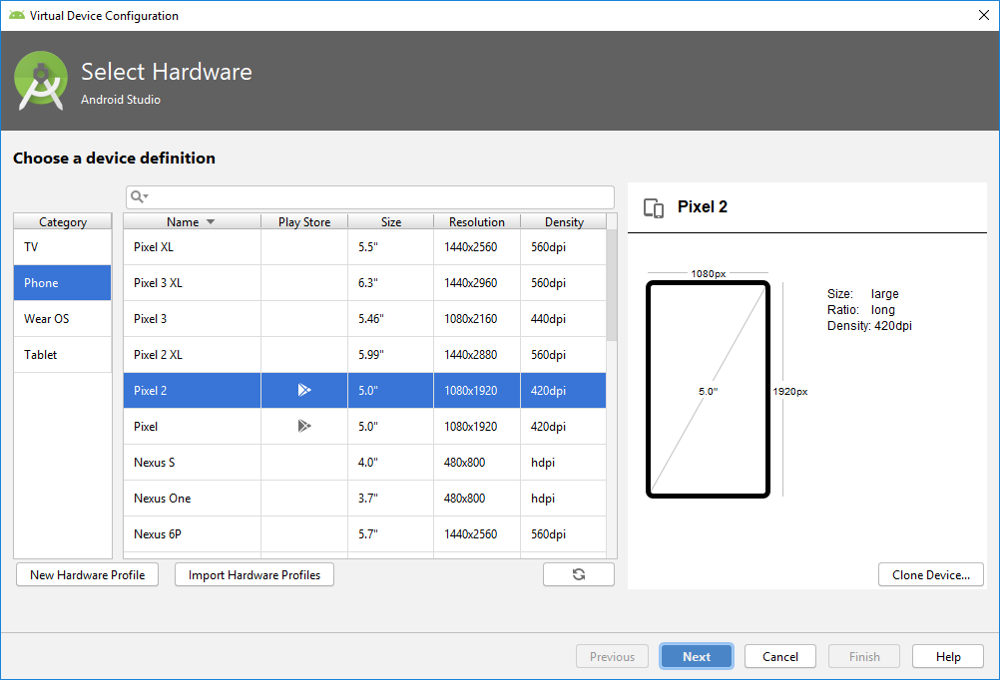 Virtual Device Configuration
Select Hardware
Android Studio
Choose a device definition
Category
TV
Phone
Wear OS
Tablet
Name Play Store Size Resolution Density
Pixel XL 5.5" 1440x2560 560dpi
Pixel 3 XL 6.3" 1440x2960 560dpi
Pixel 3 5.46" 1080x2160 440dpi
Pixel 2 XL 5.99" 1440x2880 560dpi
Pixel 2 5.0" 1080x1920 420dpi
Pixel 5.0" 1080x1920 420dpi
Nexus S 4.0" 480x800 hdpi
Nexus One 3.7" 480x800 hdpi
Nexus 6P 5.7" 1440x2560 560dpi
New Hardware Profile Import Hardware Profiles
Pixel 2
1080px
5.0"
1920px
Size: large
Ratio: long
Density: 420dpi
Clone Device...
Previous Next Cancel Finish Help